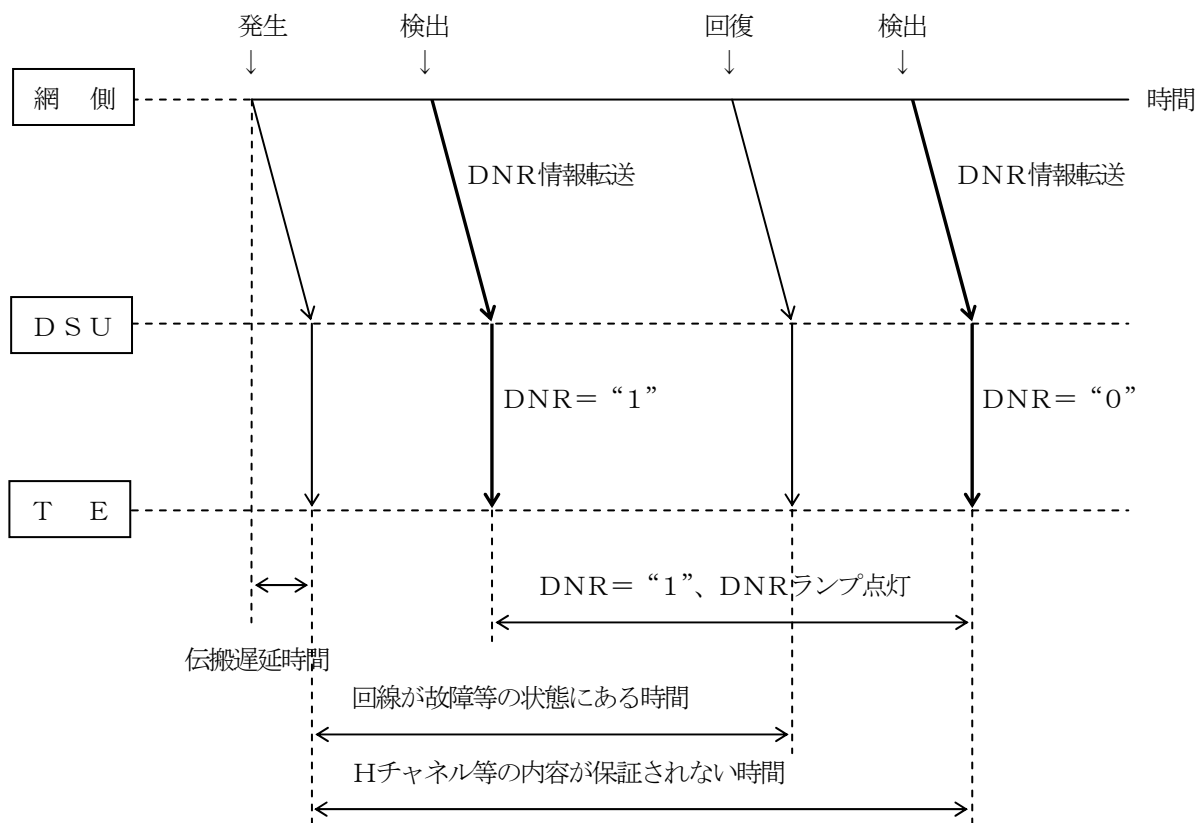 発生　検出　回復　検出
↓　↓　↓　↓
網　側　時間
ＤＮＲ情報転送　ＤＮＲ情報転送
ＤＳＵ
ＤＮＲ＝“１”　ＤＮＲ＝“０”
Ｔ　Ｅ
ＤＮＲ＝“１”、ＤＮＲランプ点灯
伝搬遅延時間
回線が故障等の状態にある時間
Ｈチャネル等の内容が保証されない時間